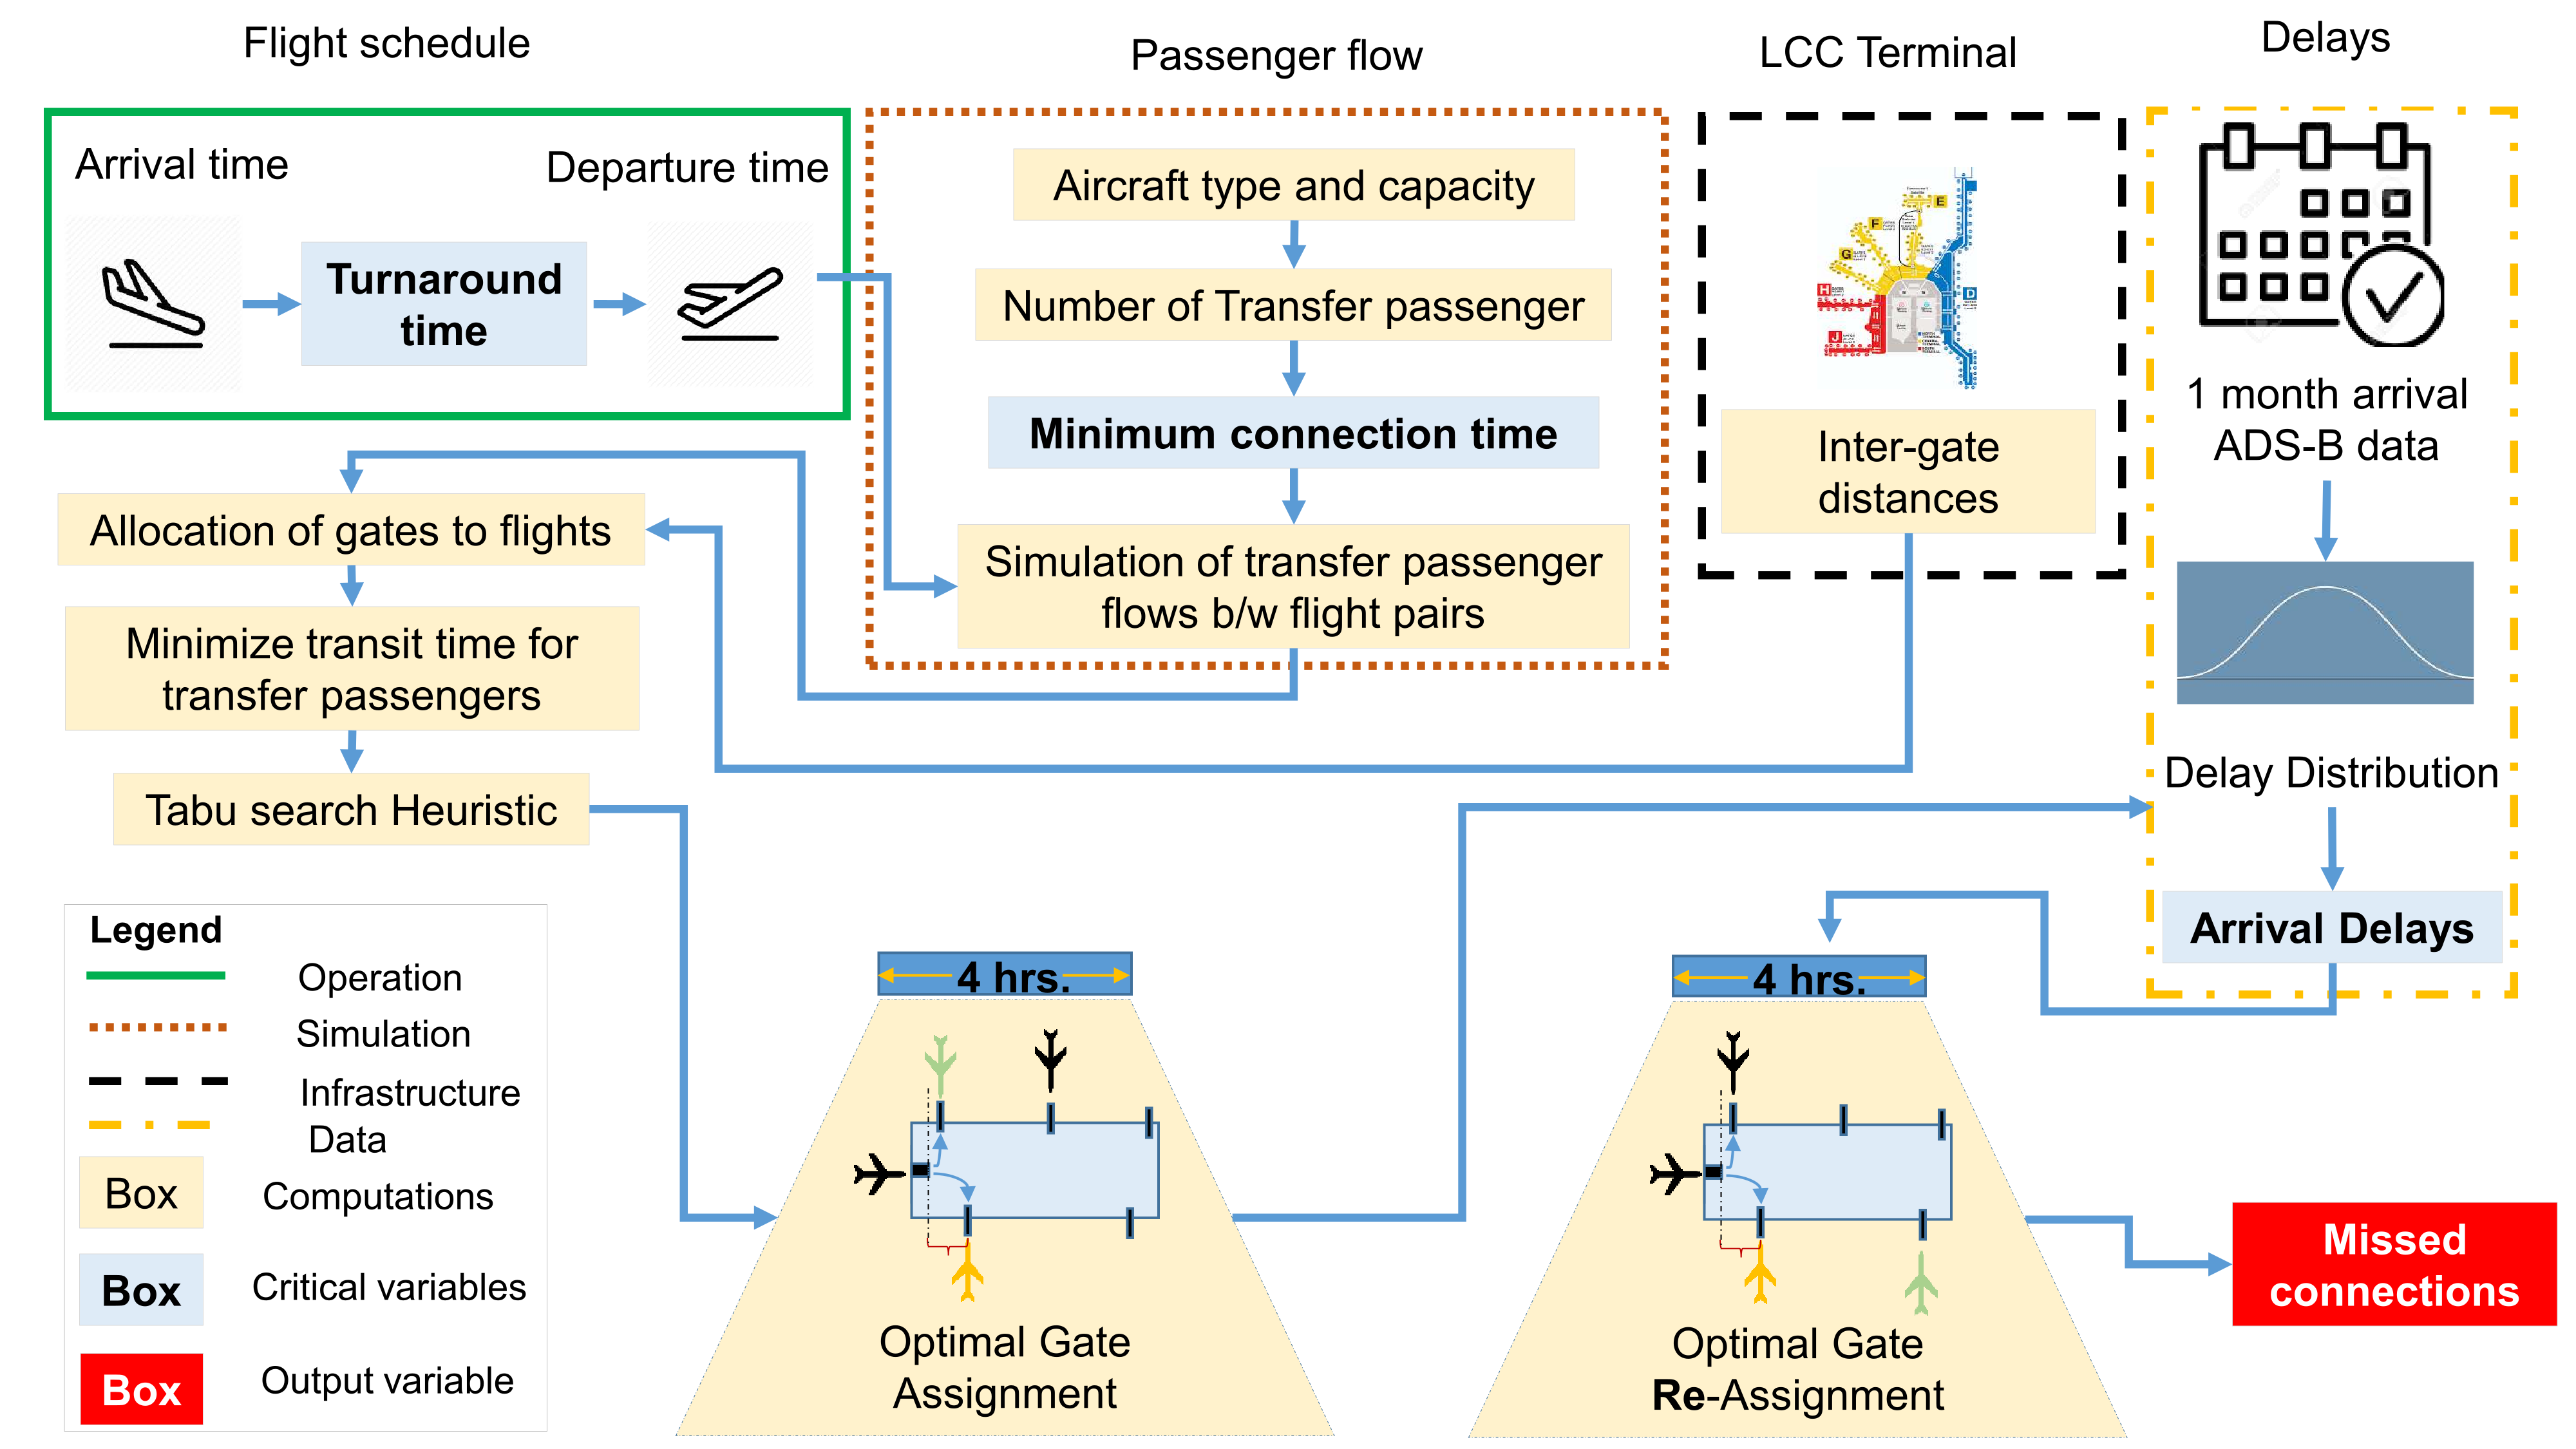 Flight schedule
Passenger flow
LCC Terminal
Delays
Arrival time
Departure time
Turnaround
time
Aircraft type and capacity
Number of Transfer passenger
Minimum connection time
Simulation of transfer passenger
flows b/w flight pairs
E
F
G
H
J
D
Inter-gate
distances
1 month arrival
ADS-B data
Delay Distribution
Arrival Delays
Allocation of gates to flights
Minimize transit time for
transfer passengers
Tabu search Heuristic
Legend
Operation
Simulation
Infrastructure
Data
Box
Computations
Box
Critical variables
Box
Output variable
4 hrs.
Optimal Gate
Assignment
4 hrs.
Optimal Gate
Re-Assignment
Missed
connections